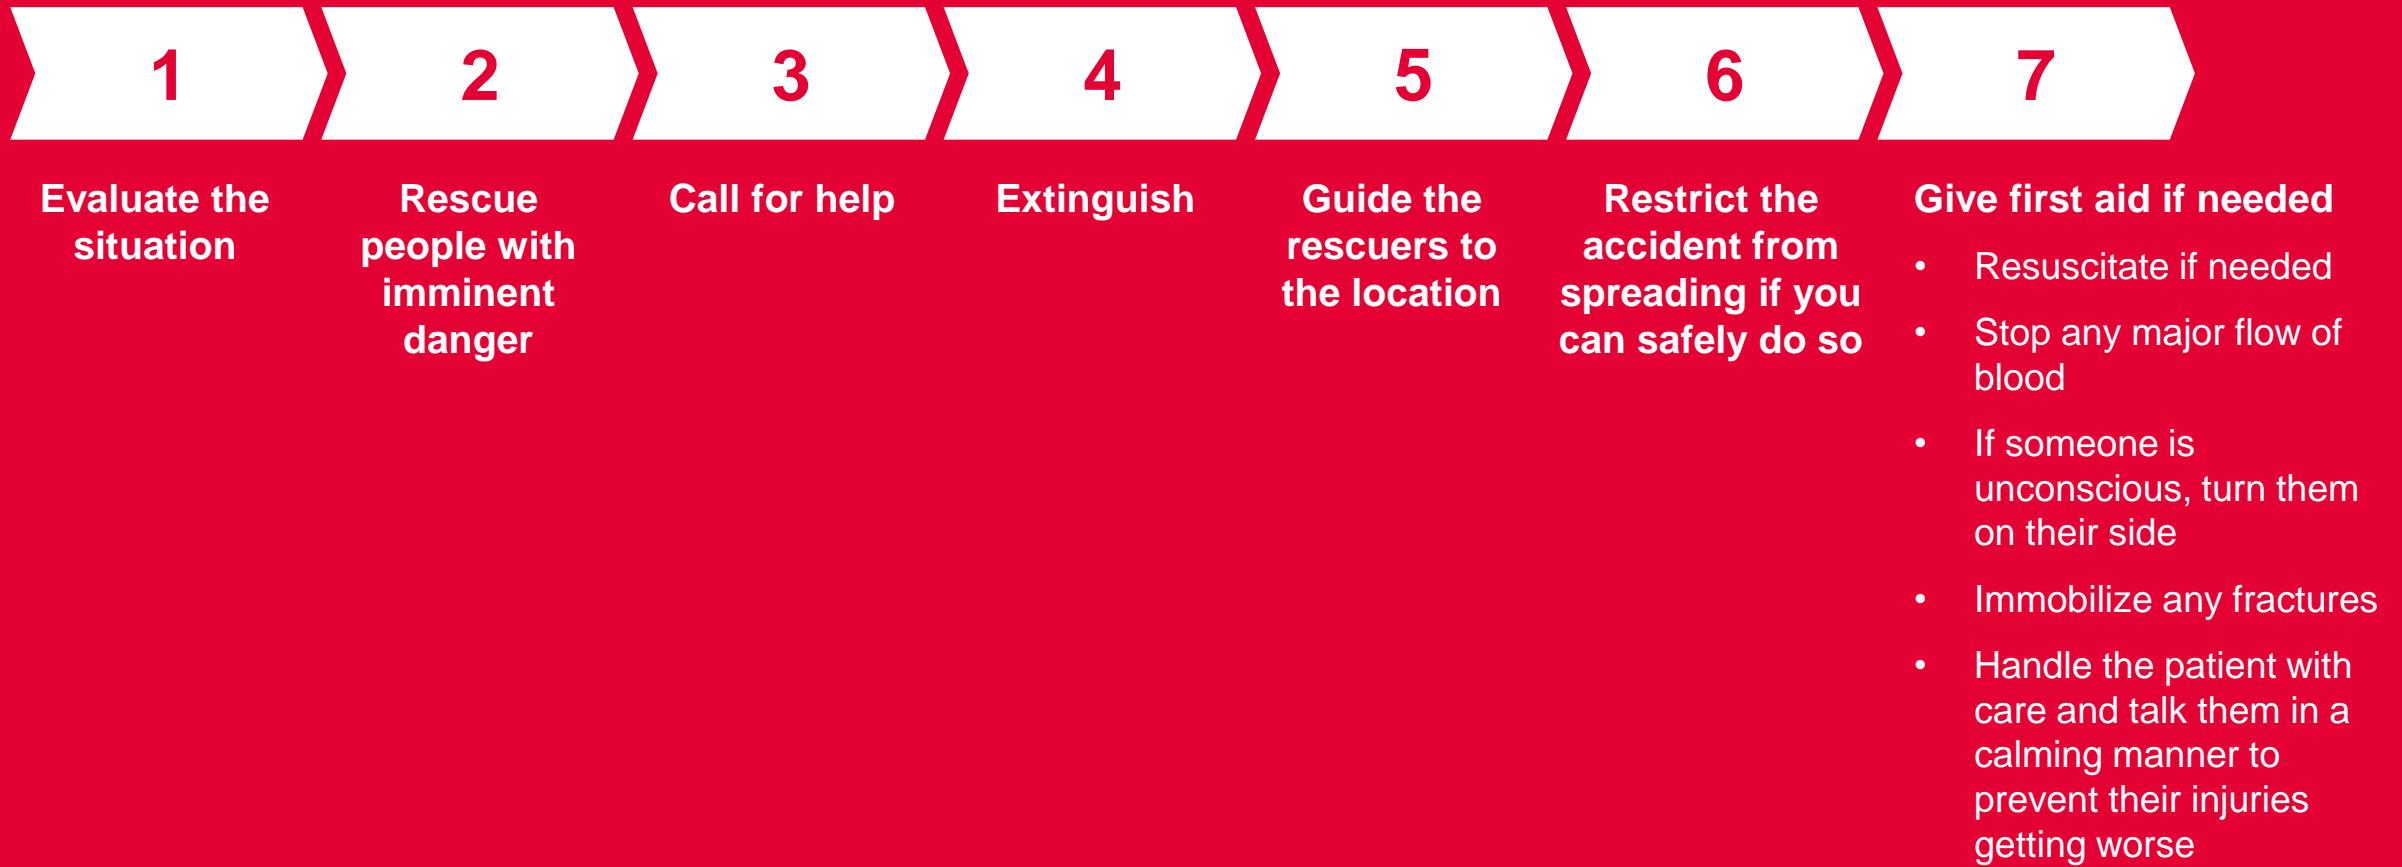 1
2
3
4
5
6
7
Evaluate the
situation
Rescue
people with
imminent
danger
Call for help
Extinguish
Guide the
rescuers to
the location
Restrict the
accident from
spreading if you
can safely do so
Give first aid if needed
• Resuscitate if needed
• Stop any major flow of
blood
• If someone is
unconscious, turn them
on their side
• Immobilize any fractures
• Handle the patient with
care and talk them in a
calming manner to
prevent their injuries
getting worse